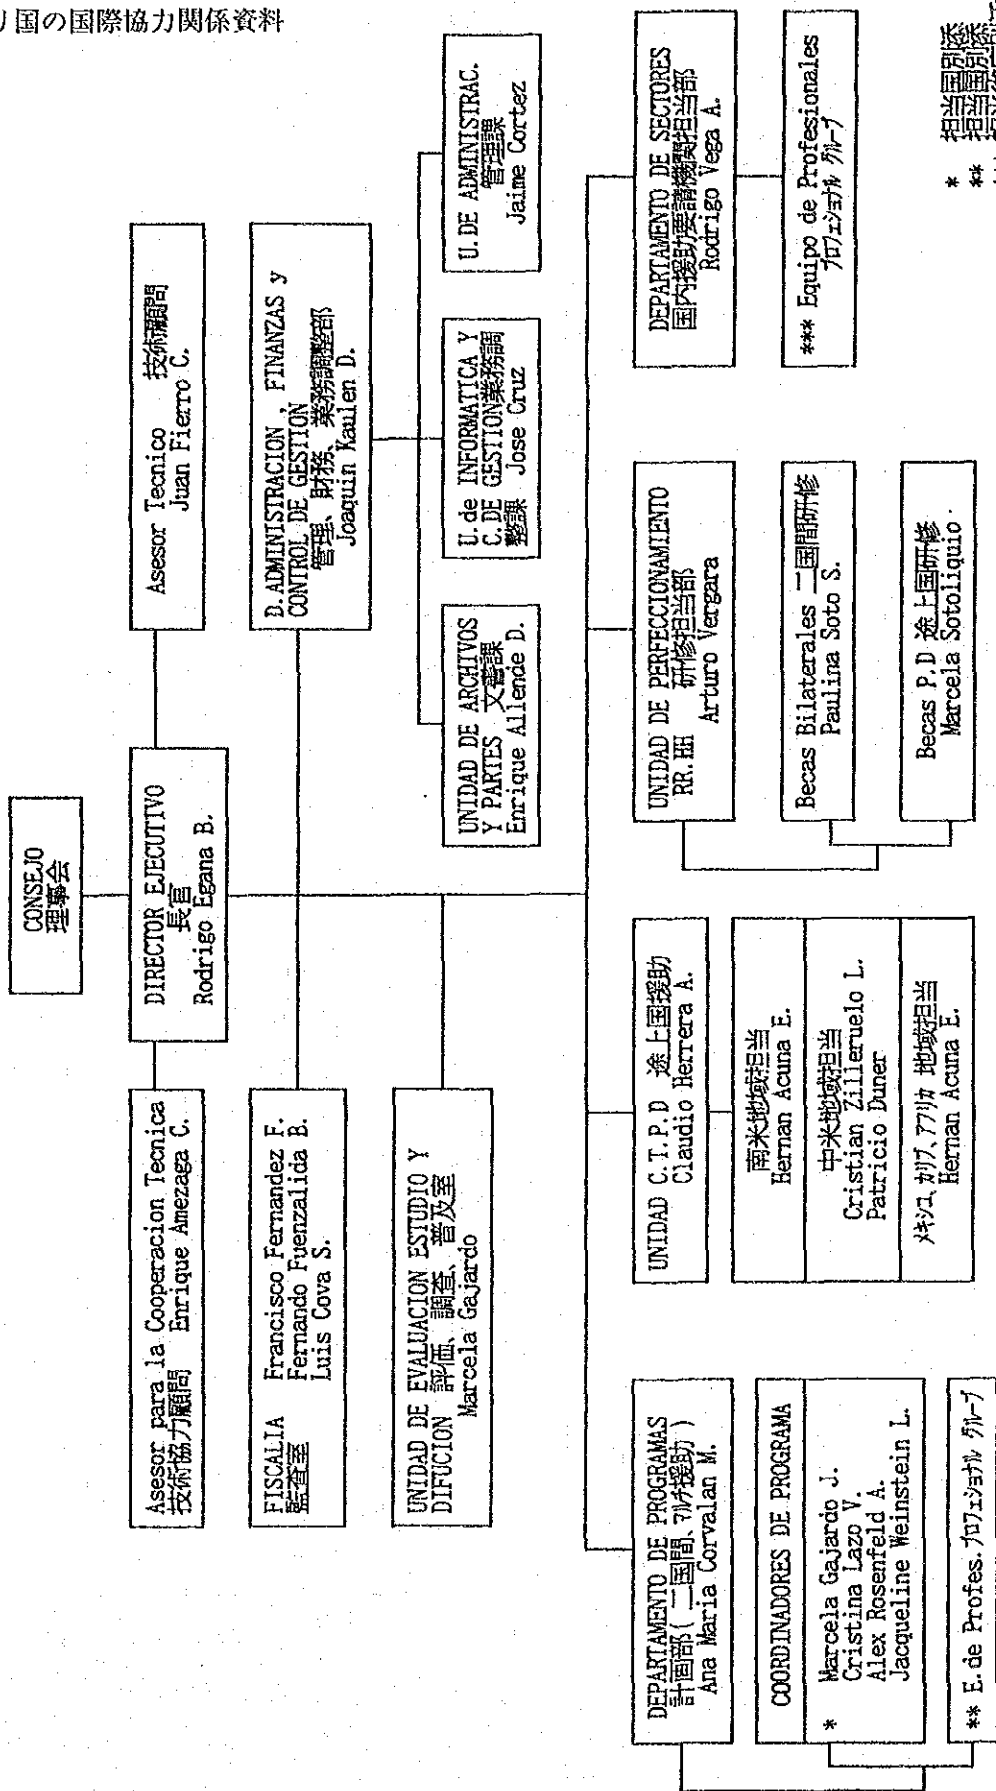 リ国の国際協力関係資料
CONSEJO
理事会
DIRECTOR EJECUTIVO
長官
Rodrigo Egana B.
Asesor para la Cooperacion Tecnica
技術協力顧問 Enrique Amezaga C.
Asesor Tecnico 技術顧問
Juan Fierro C.
FISCALIA Francisco Fernandez F.
監査室 Fernando Fuenzalida B.
Luis Cova S.
D.ADMINISTRACION , FINANZAS y
CONTROL DE GESTION
管理、財務、業務調整部
Joaquin Kaulen D.
UNIDAD DE EVALUACION ESTUDIO Y
DIFUCION 評価、調査、普及室
Marcela Gajardo
UNIDAD DE ARCHIVOS
Y PARTES 文書課
Enrique Allende D.
U.de INFORMATICA Y
C.DE GESTION業務調
整課 Jose Cruz
U.DE ADMINISTRAC.
管理課
Jaime Cortez
DEPARTAMENTO DE PROGRAMAS
計画部(二国間、マルチ援助)
Ana Maria Corvalan M.
COORDINADORES DE PROGRAMA
* Marcela Gajardo J.
Cristina Lazo V.
Alex Rosenfeld A.
Jacqueline Weinstein L.
** E.de Profes.プロフェショナル グループ
UNIDAD C.T.P.D 途上国援助
Claudio Herrera A.
南米地域担当
Hernan Acuna E.
中米地域担当
Cristian Zilleruelo L.
Patricio Duner
メキシコ、カリブ、アフリカ 地域担当
Hernan Acuna E.
UNIDAD DE PERFECCIONAMIENTO
RR.HH 研修担当部
Arturo Vergara
Becas Bilaterales 二国間研修
Paulina Soto S.
Becas P.D 途上国研修
Marcela Sotoliquio.
DEPARTAMENTO DE SECTORES
国内援助要請機関担当部
Rodrigo Vega A.
*** Equipo de Profesionales
プロフェショナル グループ
* 担当国別添
** 担当国別添